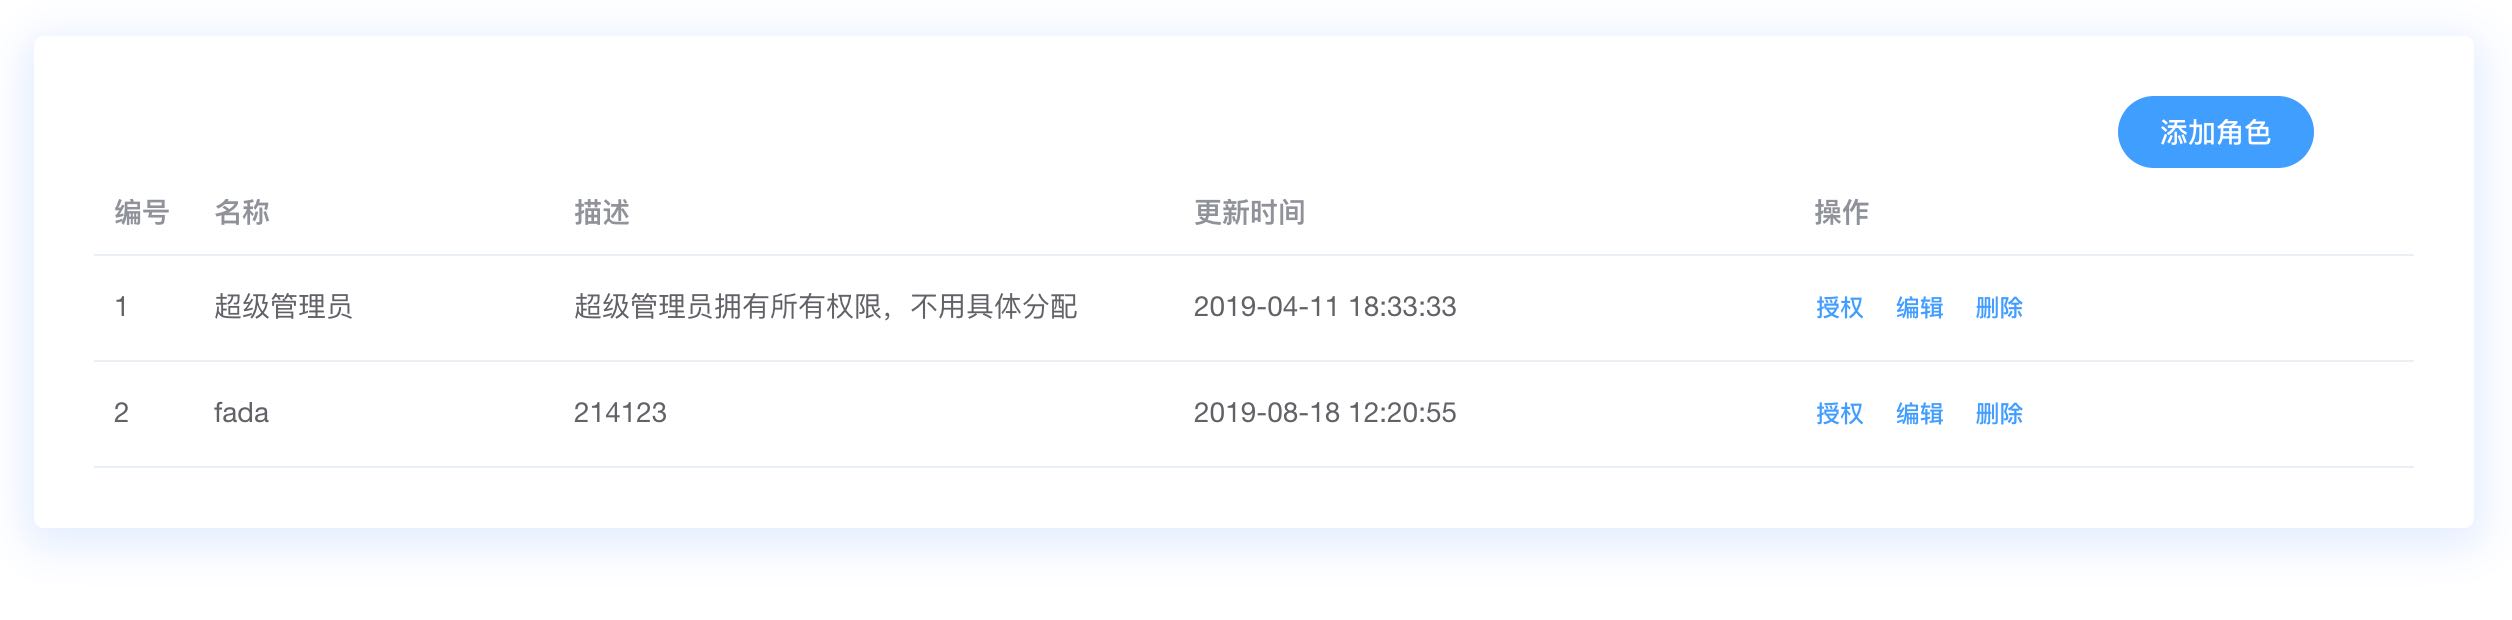 添加角色
编号 名称 描述 更新时间 操作
1 超级管理员 超级管理员拥有所有权限，不用具体分配 2019-04-11 18:33:33 授权 编辑 删除
2 fada 214123 2019-08-18 12:20:55 授权 编辑 删除